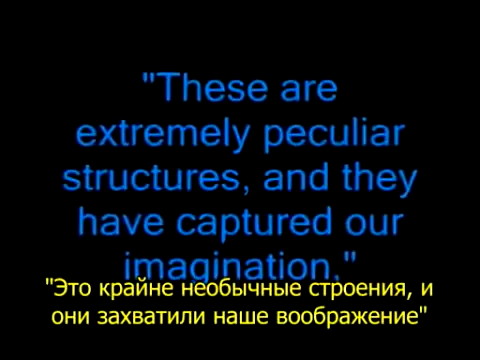 "These are
extremely peculiar
structures, and they
have captured our
imagination."
"Это крайне необычные строения, и
они захватили наше воображение"